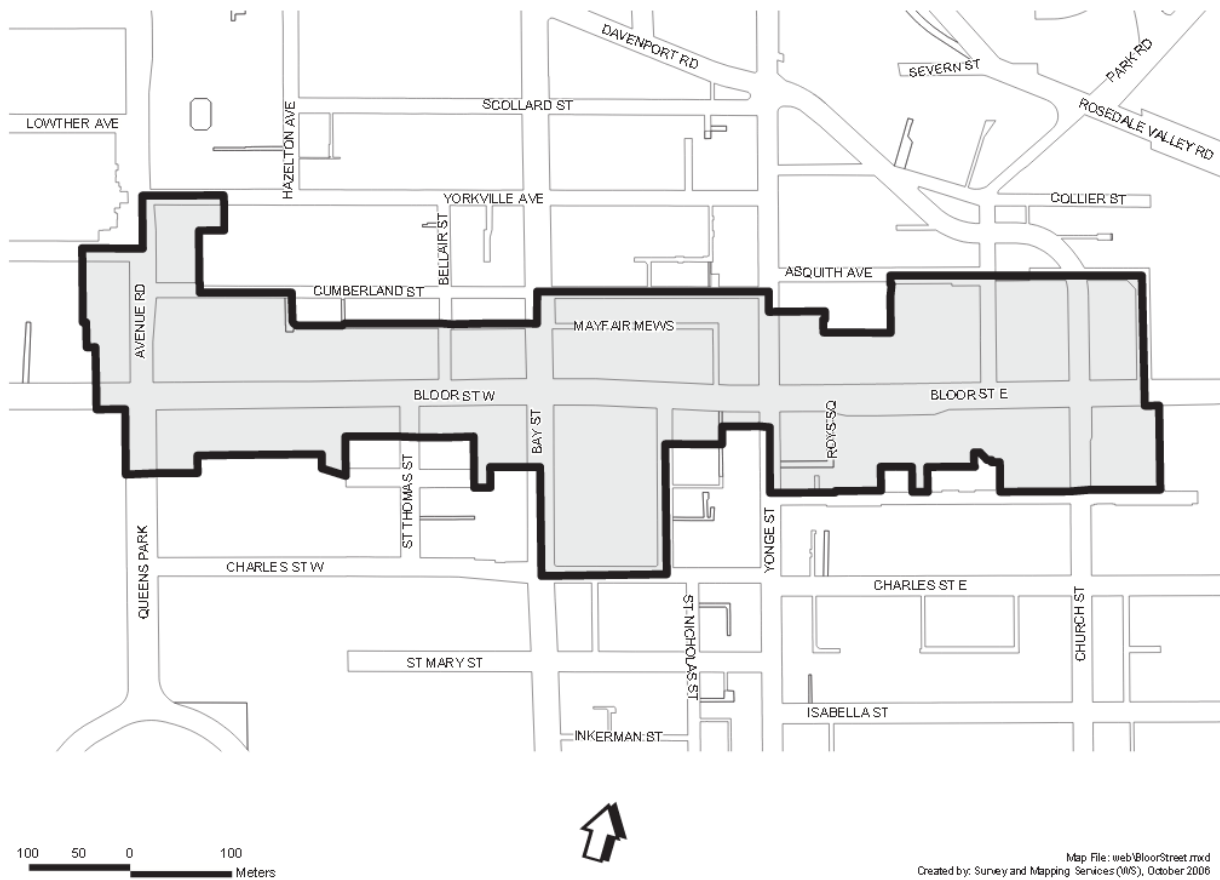 DAVENPORT RD
SEVERN ST
PARK RD
SCOLLARD ST
ROSEDALE VALLEY RD
LOWTHER AVE
HAZELTON AVE
YORKVILLE AVE
COLLIER ST
BELLAIR ST
ASQUITH AVE
CUMBERLAND ST
AVENUE RD
MAYFAIR MEWS
BLOOR ST W
BLOOR ST E
BAY ST
ROYS SQ
ST THOMAS ST
YONGE ST
QUEENS PARK
CHARLES ST W
CHARLES ST E
CHURCH ST
ST NICHOLAS ST
ST MARY ST
ISABELLA ST
INKERMAN ST
100 50 0 100
Meters
Map File: web\BloorStreet.mxd
Created by: Survey and Mapping Services (WS), October 2006